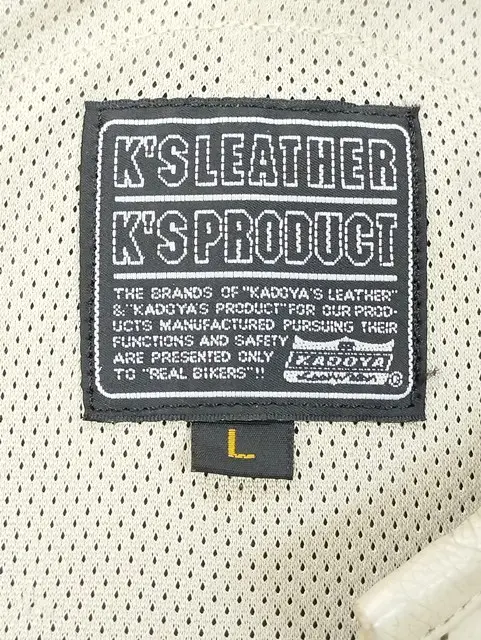 K'S LEATHER
K'S PRODUCT
THE BRANDS OF "KADOYA'S LEATHER"
& "KADOYA'S PRODUCT" FOR OUR PROD-
UCTS MANUFACTURED PURSUING THEIR
FUNCTIONS AND SAFETY
ARE PRESENTED ONLY
TO "REAL BIKERS"!!
KADOYA
®
L